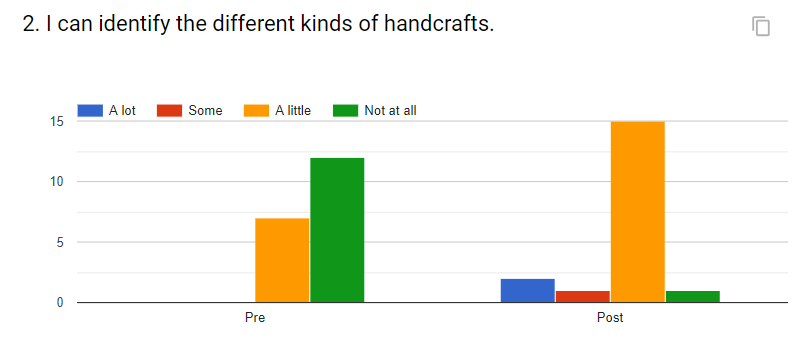 2. I can identify the different kinds of handcrafts.
A lot Some A little Not at all
15
10
5
0
Pre Post